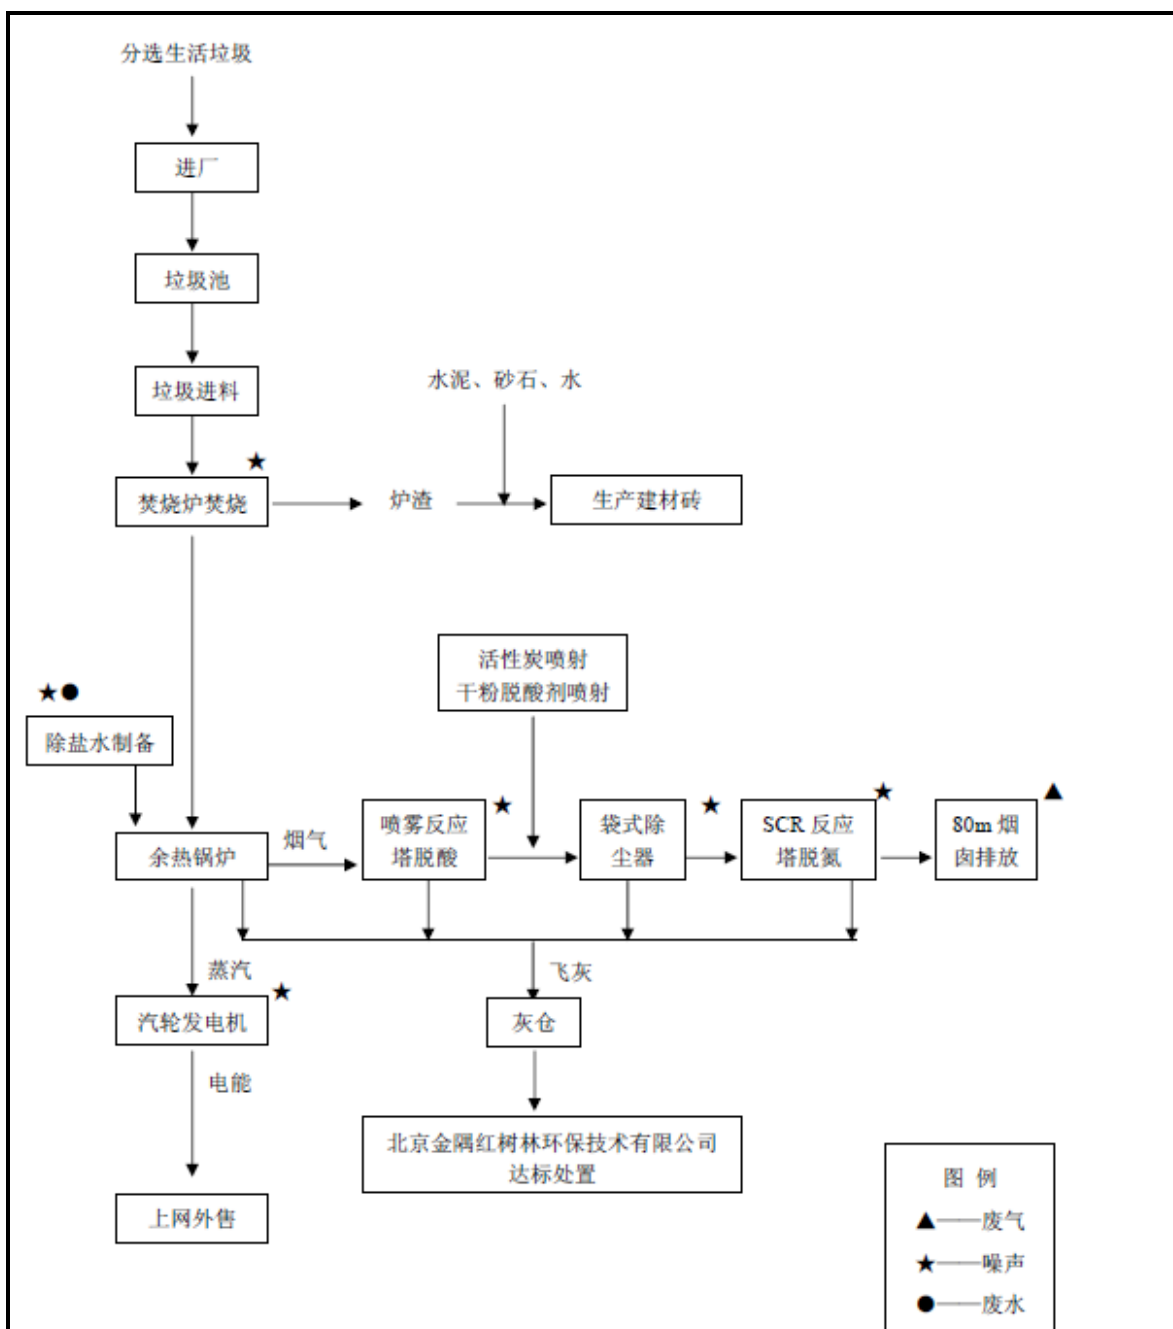 分选生活垃圾
进厂
垃圾池
垃圾进料
水泥、砂石、水
焚烧炉焚烧
炉渣
生产建材砖
活性炭喷射
干粉脱酸剂喷射
除盐水制备
余热锅炉
烟气
喷雾反应
塔脱酸
袋式除
尘器
SCR 反应
塔脱氮
80m 烟
囱排放
蒸汽
飞灰
汽轮发电机
灰仓
电能
北京金隅红树林环保技术有限公司
达标处置
上网外售
图 例
▲——废气
★——噪声
●——废水